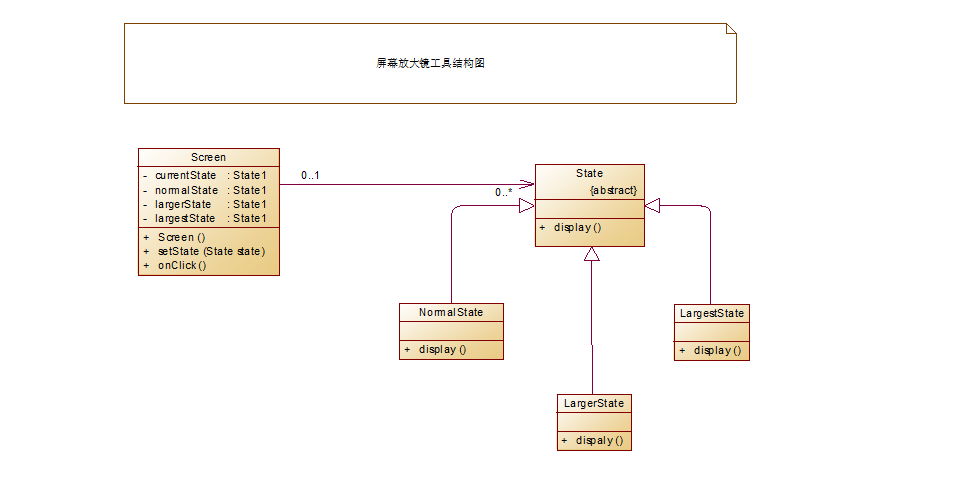 屏幕放大镜工具结构图
Screen
- currentState : State1
- normalState : State1
- largerState : State1
- largestState : State1
+ Screen ()
+ setState (State state)
+ onClick ()
0..1
0..*
State
{abstract}
+ display ()
NormalState
+ display ()
LargestState
+ display ()
LargerState
+ dispaly ()